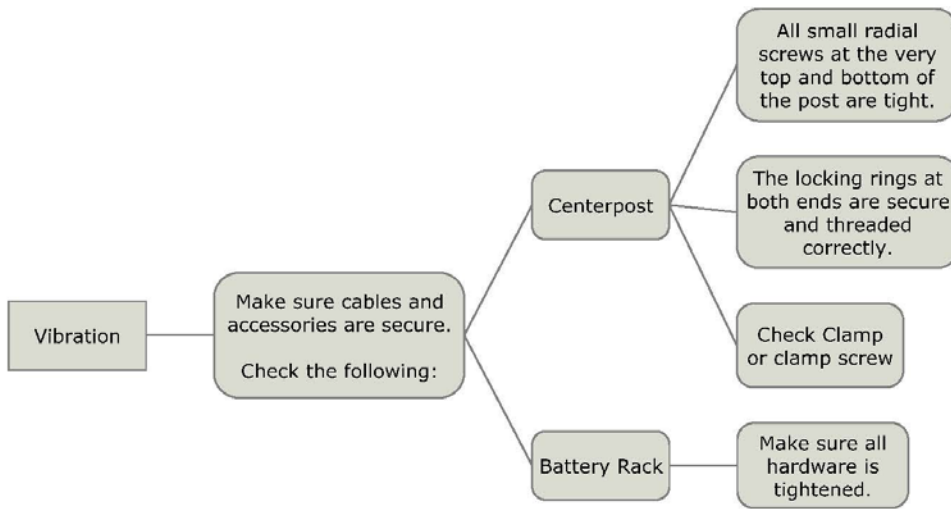 Vibration
Make sure cables and
accessories are secure.
Check the following:
Centerpost
All small radial
screws at the very
top and bottom of
the post are tight.
The locking rings at
both ends are secure
and threaded
correctly.
Check Clamp
or clamp screw
Battery Rack
Make sure all
hardware is
tightened.